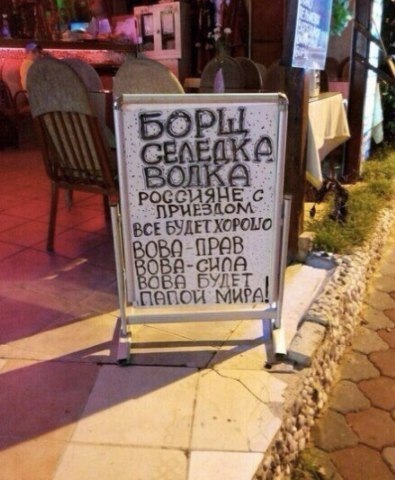 БОРЩ
СЕЛЕДКА
ВОДКА
РОССИЯНЕ С
ПРИЕЗДОМ
ВСЕ БУДЕТ ХОРОШО
ВОВА-ПРАВ
ВОВА-СИЛА
ВОВА БУДЕТ
ПАПОЙ МИРА!